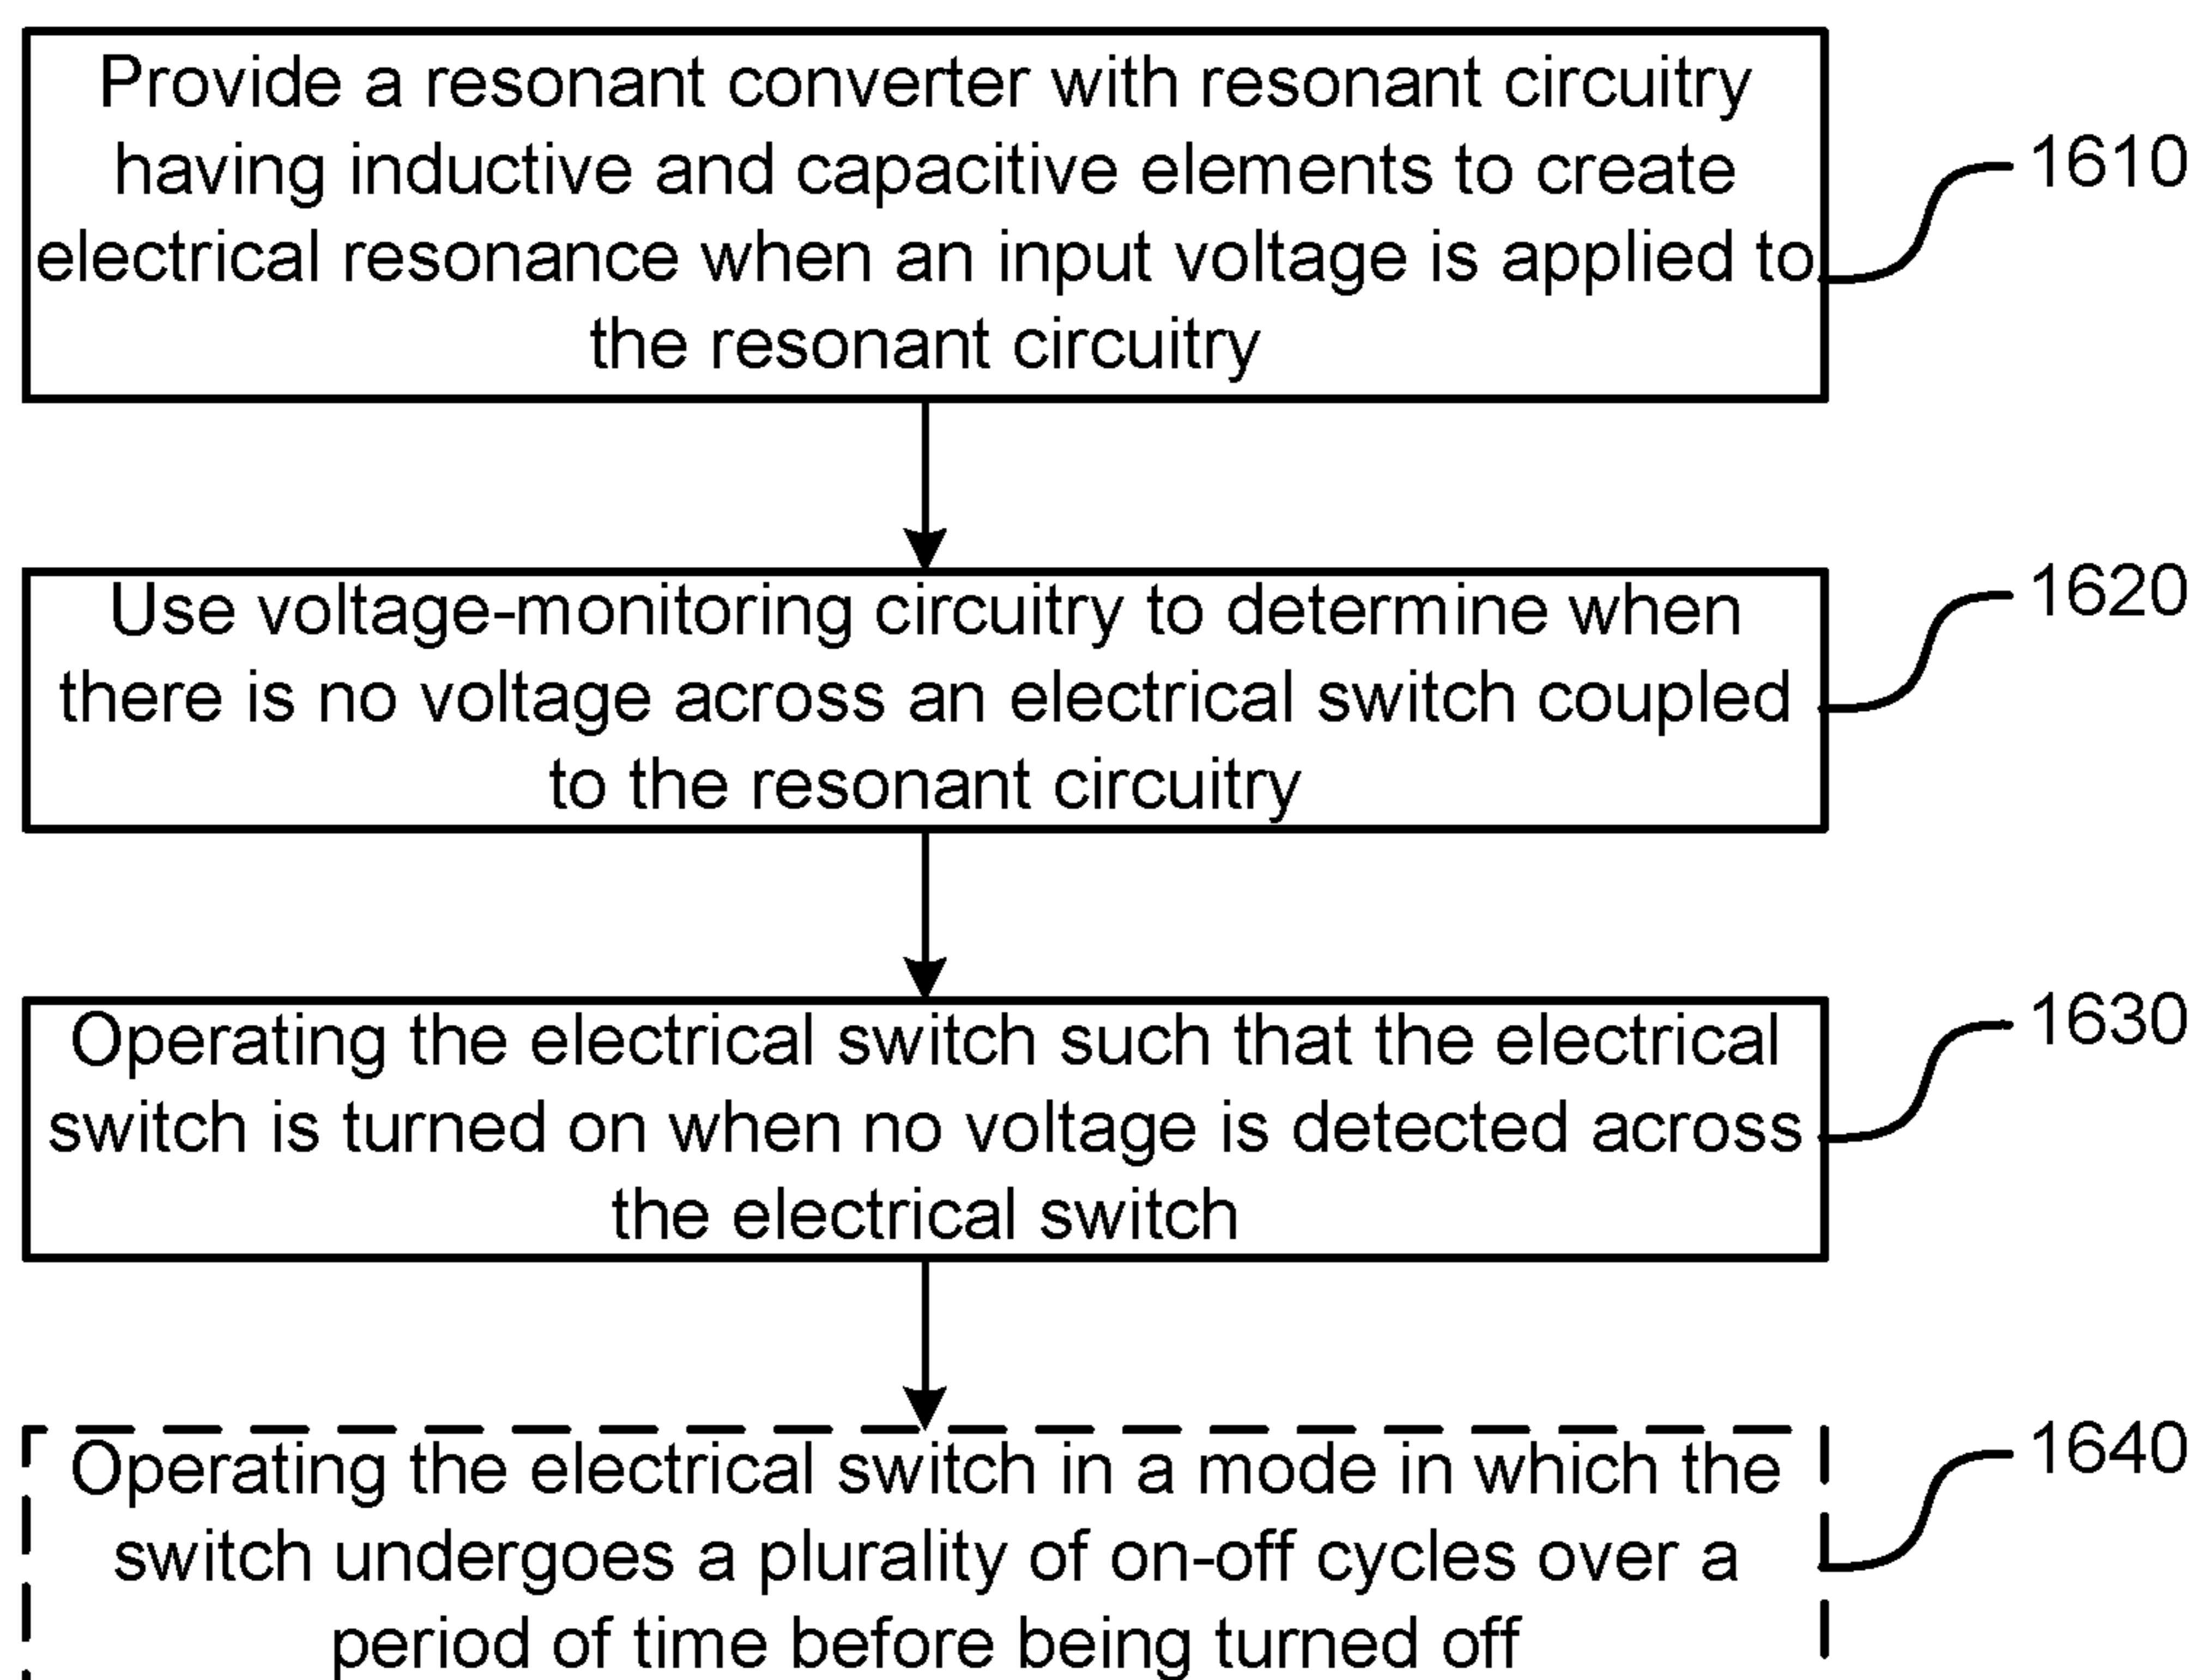 Provide a resonant converter with resonant circuitry
having inductive and capacitive elements to create
electrical resonance when an input voltage is applied to
the resonant circuitry
1610
Use voltage-monitoring circuitry to determine when
there is no voltage across an electrical switch coupled
to the resonant circuitry
1620
Operating the electrical switch such that the electrical
switch is turned on when no voltage is detected across
the electrical switch
1630
Operating the electrical switch in a mode in which the
switch undergoes a plurality of on-off cycles over a
period of time before being turned off
1640